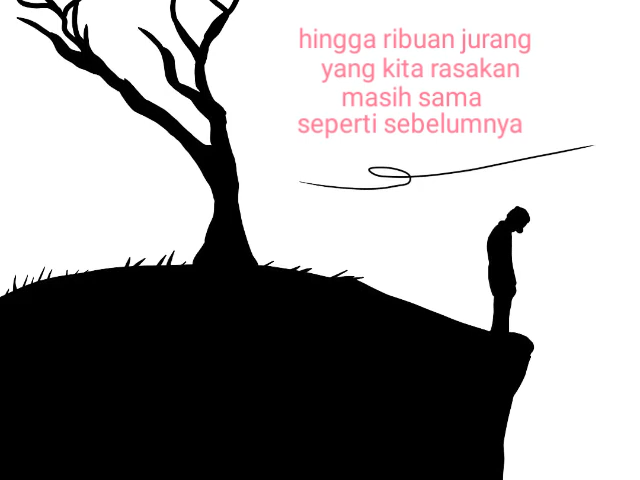 hingga ribuan jurang
yang kita rasakan
masih sama
seperti sebelumnya